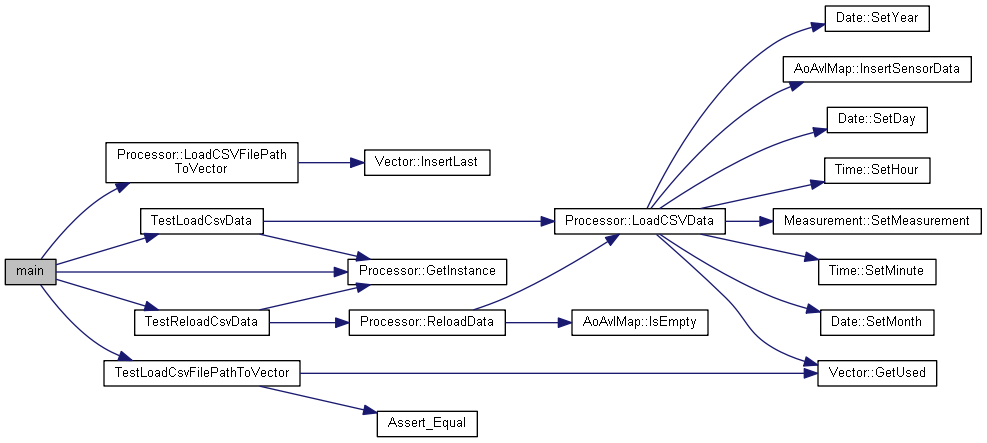 Date::SetYear
AoAvlMap::InsertSensorData
Date::SetDay
Processor::LoadCSVFilePath
ToVector
Vector::InsertLast
Time::SetHour
TestLoadCsvData
Processor::LoadCSVData
Measurement::SetMeasurement
main
Processor::GetInstance
Time::SetMinute
TestReloadCsvData
Processor::ReloadData
AoAvlMap::IsEmpty
Date::SetMonth
TestLoadCsvFilePathToVector
Vector::GetUsed
Assert_Equal